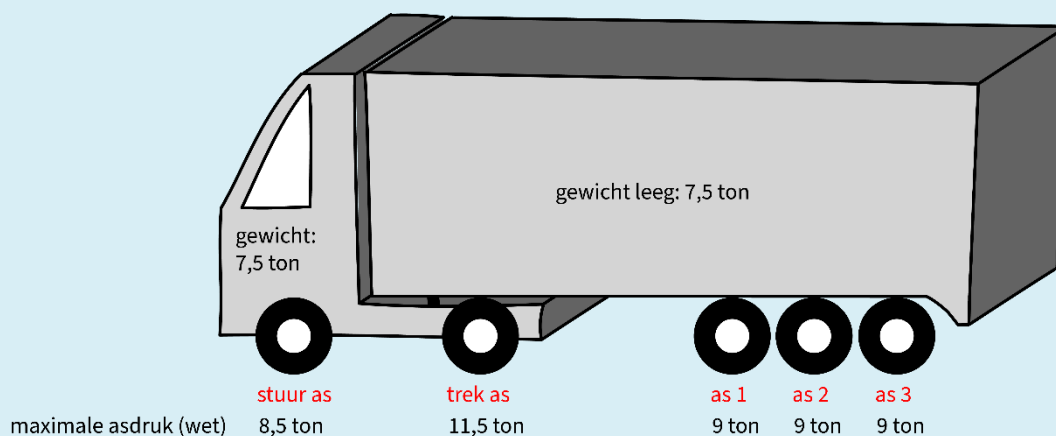 gewicht leeg: 7,5 ton
gewicht:
7,5 ton
stuur as trek as as 1 as 2 as 3
maximale asdruk (wet) 8,5 ton 11,5 ton 9 ton 9 ton 9 ton